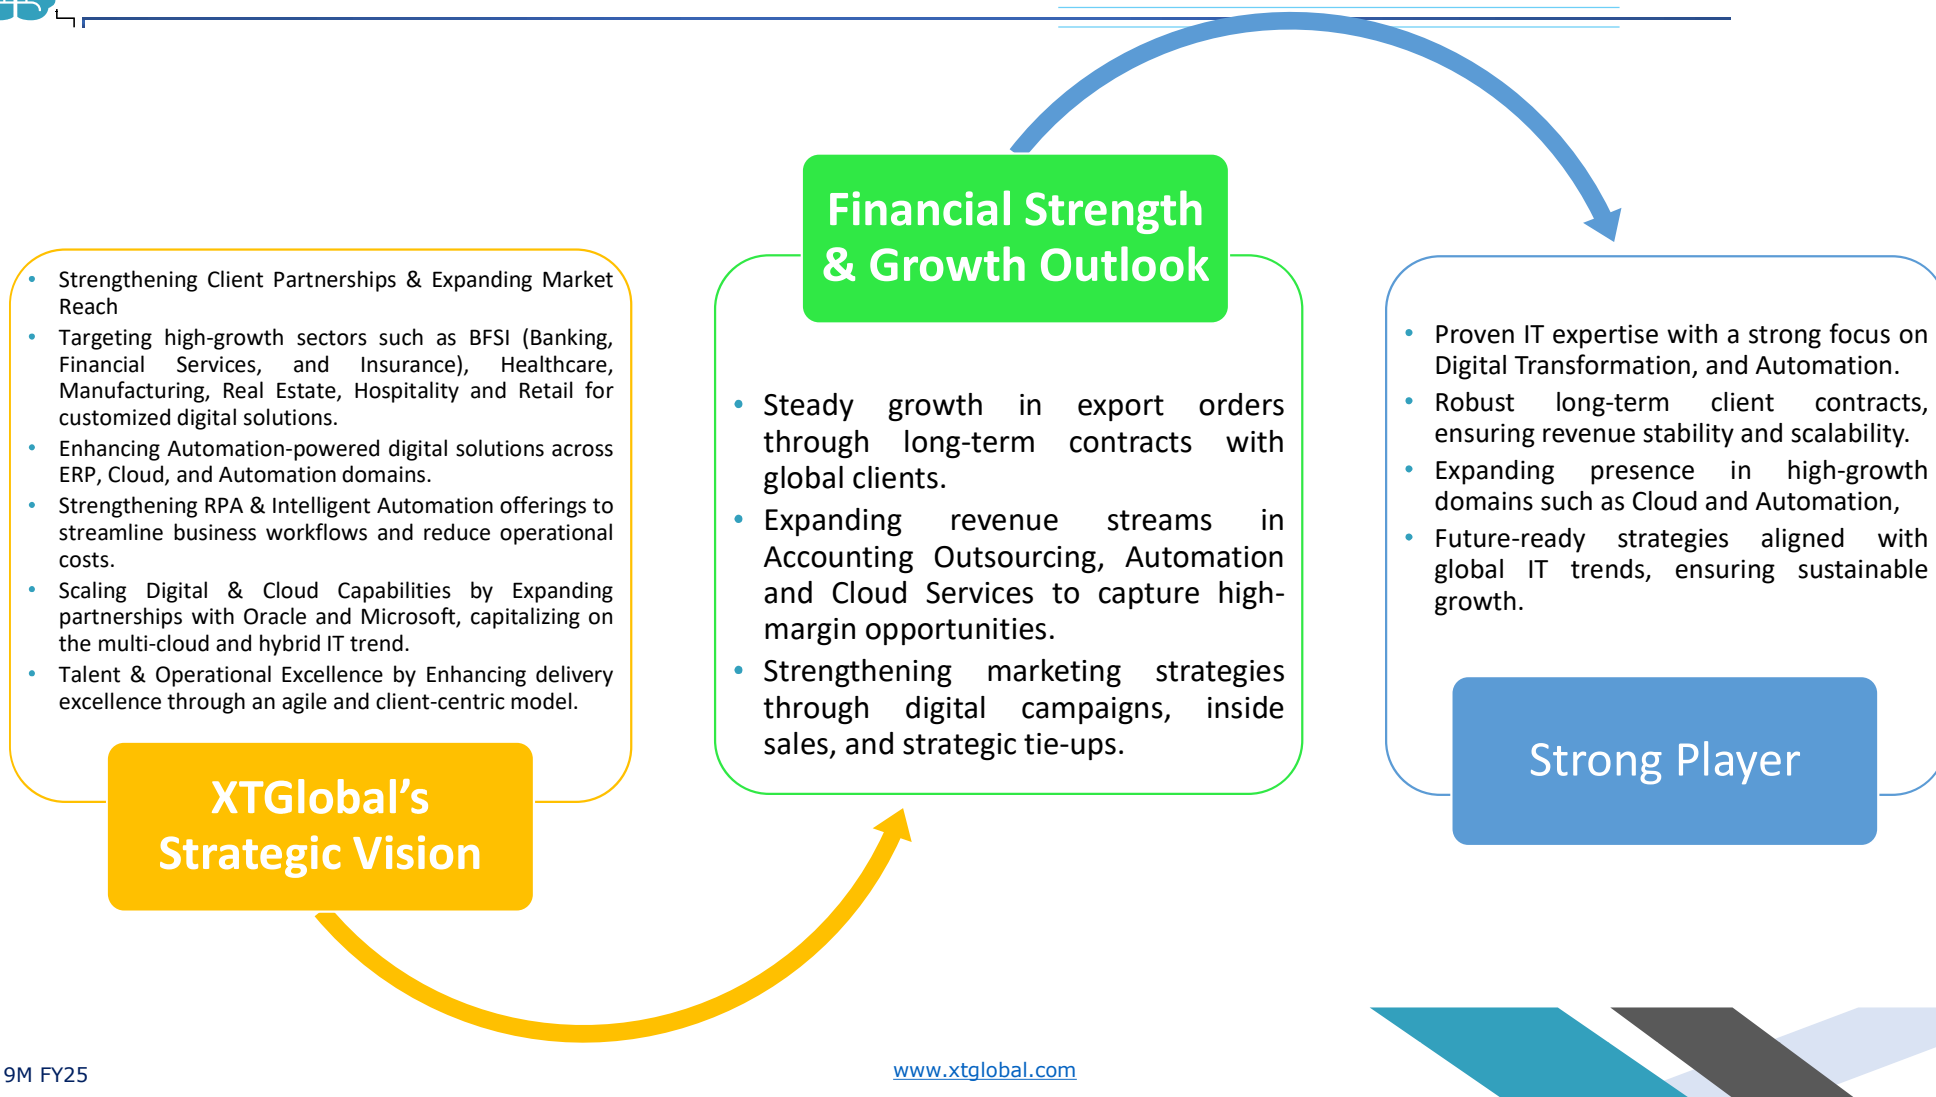 • Strengthening Client Partnerships & Expanding Market
Reach
• Targeting high-growth sectors such as BFSI (Banking,
Financial Services, and Insurance), Healthcare,
Manufacturing, Real Estate, Hospitality and Retail for
customized digital solutions.
• Enhancing Automation-powered digital solutions across
ERP, Cloud, and Automation domains.
• Strengthening RPA & Intelligent Automation offerings to
streamline business workflows and reduce operational
costs.
• Scaling Digital & Cloud Capabilities by Expanding
partnerships with Oracle and Microsoft, capitalizing on
the multi-cloud and hybrid IT trend.
• Talent & Operational Excellence by Enhancing delivery
excellence through an agile and client-centric model.
XTGlobal’s
Strategic Vision
Financial Strength
& Growth Outlook
• Steady growth in export orders
through long-term contracts with
global clients.
• Expanding revenue streams in
Accounting Outsourcing, Automation
and Cloud Services to capture high-
margin opportunities.
• Strengthening marketing strategies
through digital campaigns, inside
sales, and strategic tie-ups.
• Proven IT expertise with a strong focus on
Digital Transformation, and Automation.
• Robust long-term client contracts,
ensuring revenue stability and scalability.
• Expanding presence in high-growth
domains such as Cloud and Automation,
• Future-ready strategies aligned with
global IT trends, ensuring sustainable
growth.
Strong Player
9M FY25
www.xtglobal.com